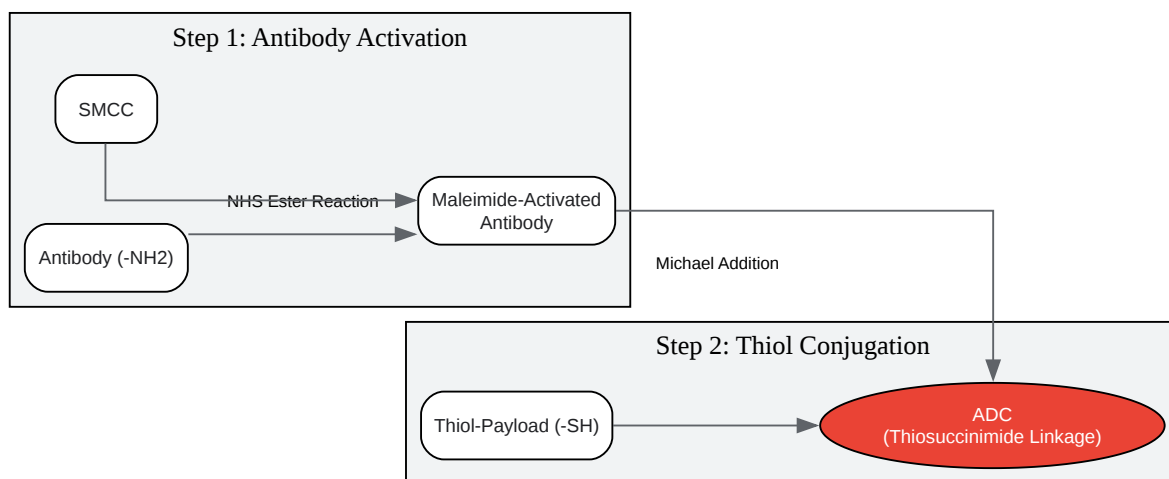 Step 1: Antibody Activation
SMCC
NHS Ester Reaction
Maleimide-Activated
Antibody
Antibody (-NH2)
Michael Addition
Step 2: Thiol Conjugation
Thiol-Payload (-SH)
ADC
(Thiosuccinimide Linkage)